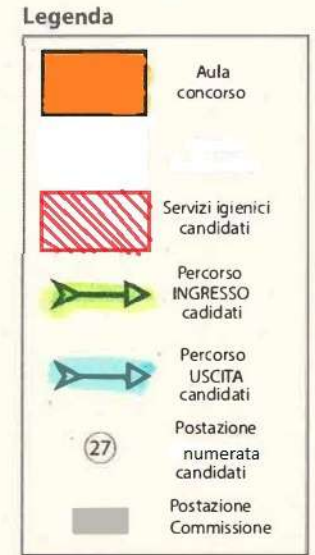 Legenda
Aula
concorso
Servizi igienici
candidati
Percorso
INGRESSO
cadidati
Percorso
USCITA
candidati
27
Postazione
numerata
candidati
Postazione
Commissione